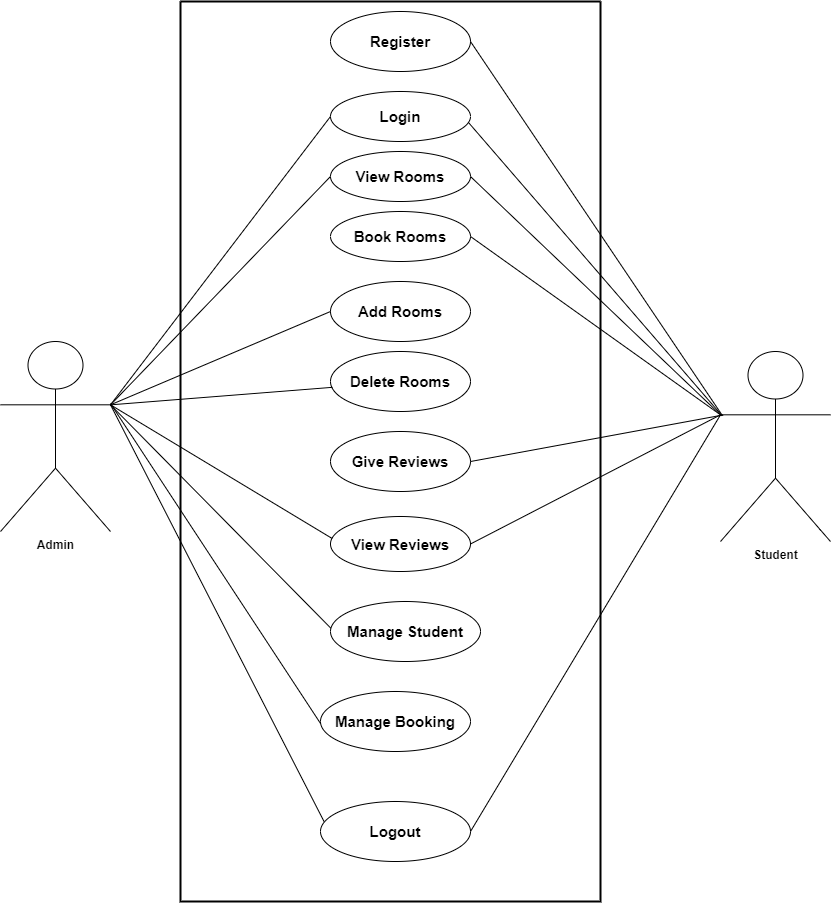 Register
Login
View Rooms
Book Rooms
Add Rooms
Delete Rooms
Give Reviews
View Reviews
Admin
Student
Manage Student
Manage Booking
Logout